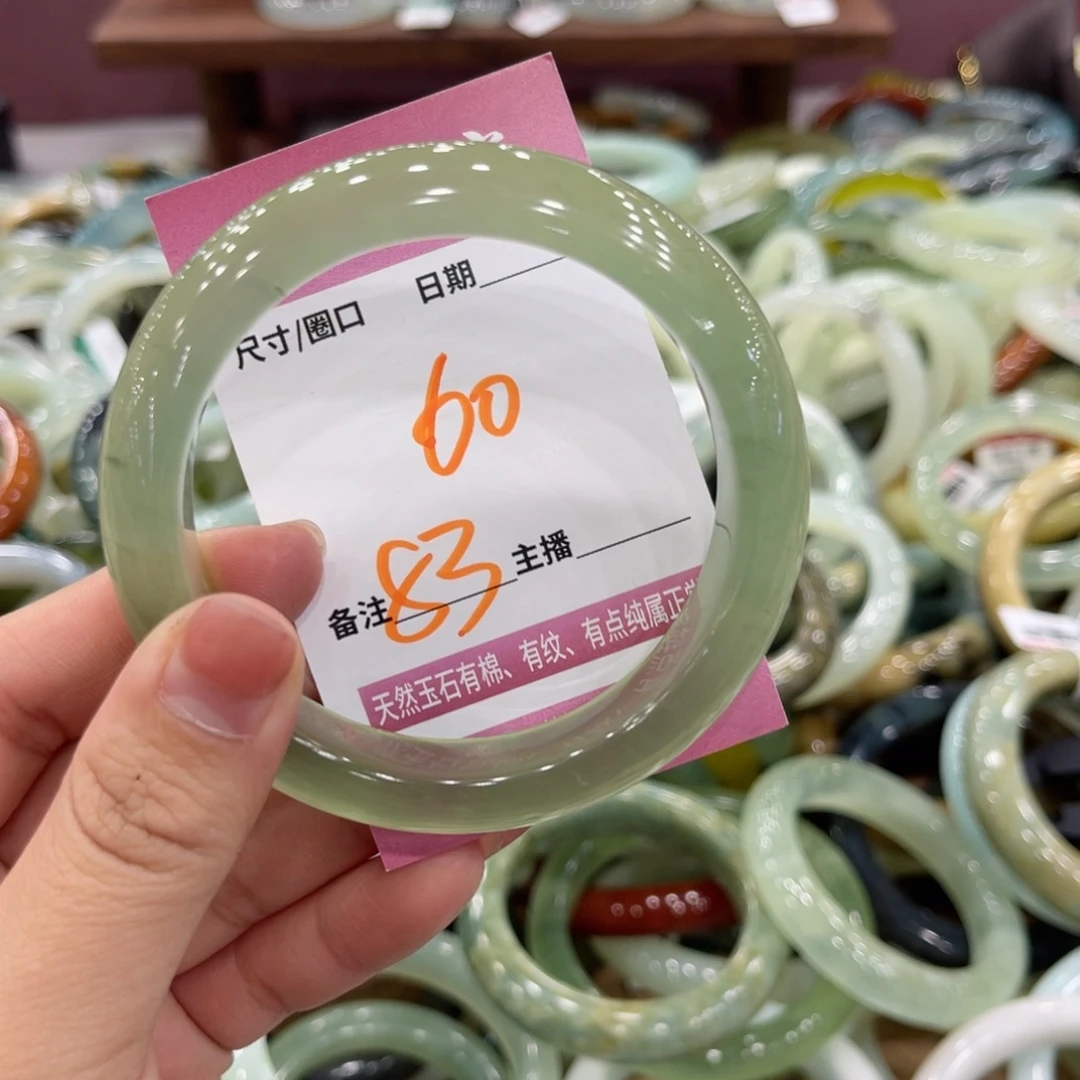 尺寸/圈口 日期
60
83
备注 主播
天然玉石有棉、有纹、有点纯属正常